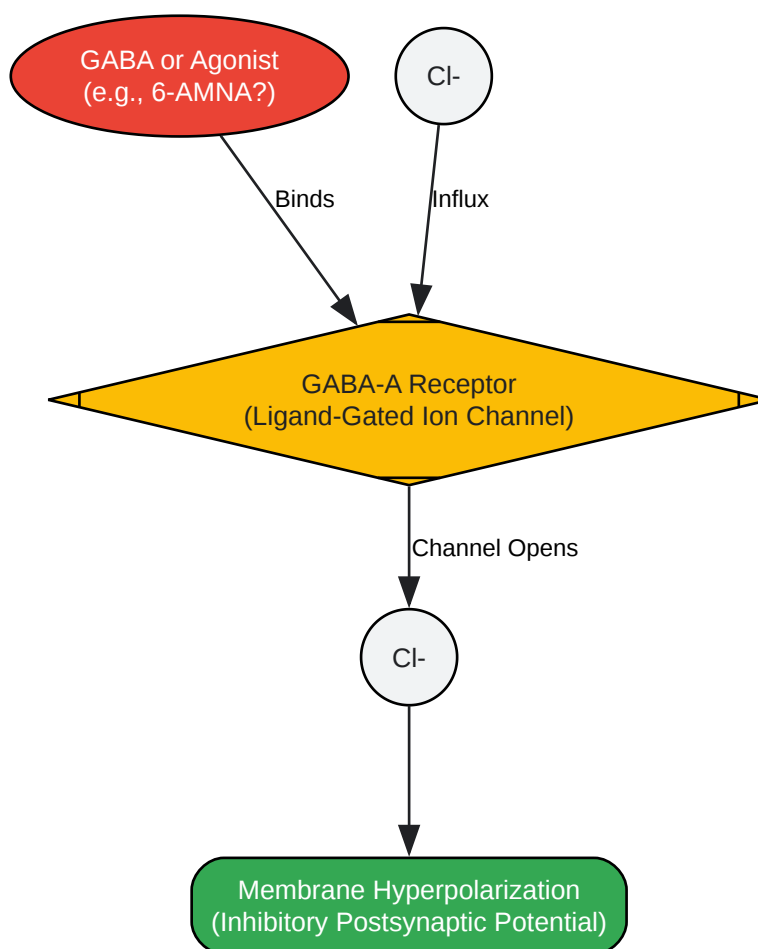 GABA or Agonist
(e.g., 6-AMNA?)
Cl-
Binds
Influx
GABA-A Receptor
(Ligand-Gated Ion Channel)
Channel Opens
Cl-
Membrane Hyperpolarization
(Inhibitory Postsynaptic Potential)